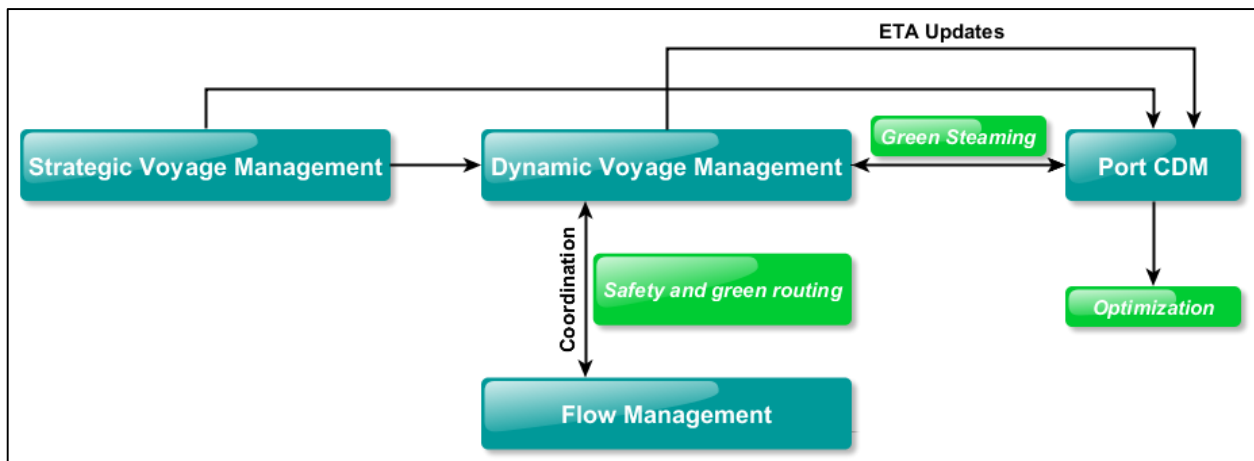 ETA Updates
Green Steaming
Strategic Voyage Management
Dynamic Voyage Management
Port CDM
Coordination
Safety and green routing
Optimization
Flow Management